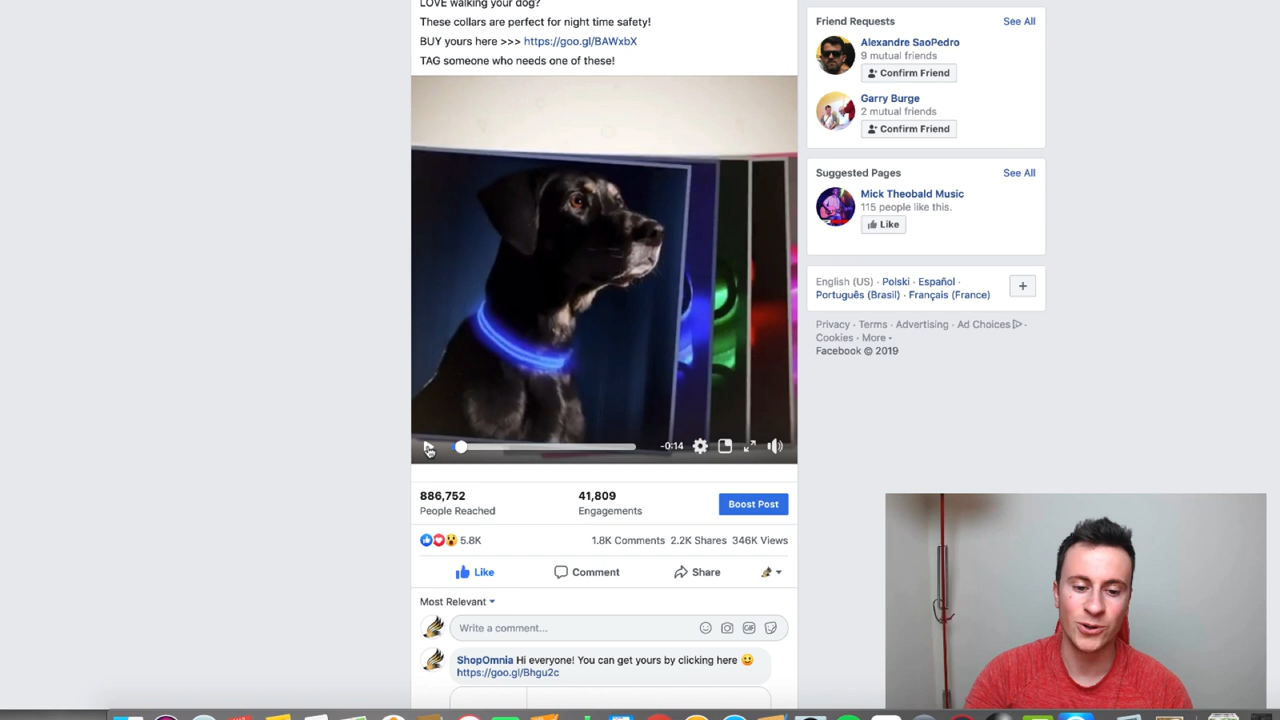 LOVE walking your dog?
These collars are perfect for night time safety!
BUY yours here >>> https://goo.gl/BAWxbX
TAG someone who needs one of these!
-0:14
886,752
People Reached
41,809
Engagements
Boost Post
5.8K
1.8K Comments 2.2K Shares 346K Views
Like
Comment
Share
Most Relevant
Write a comment...
GIF
ShopOmnia Hi everyone! You can get yours by clicking here
https://goo.gl/Bhgu2c
Friend Requests
See All
Alexandre SaoPedro
9 mutual friends
Confirm Friend
Garry Burge
2 mutual friends
Confirm Friend
Suggested Pages
See All
Mick Theobald Music
115 people like this.
Like
English (US) · Polski · Español ·
Português (Brasil) · Français (France)
+
Privacy · Terms · Advertising · Ad Choices ·
Cookies · More
Facebook © 2019